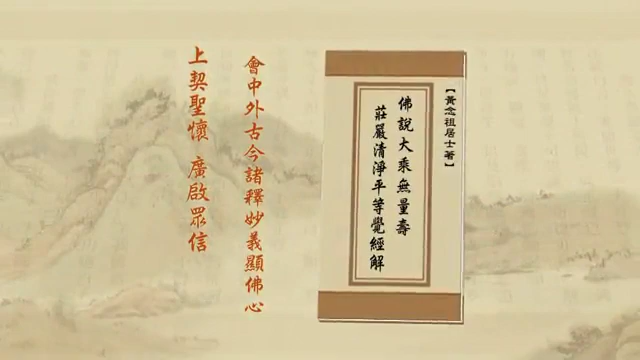 【黃念祖居士著】
佛說大乘無量壽
莊嚴清淨平等覺經解
會中外古今諸釋妙義顯佛心
上契聖懷 廣啟眾信